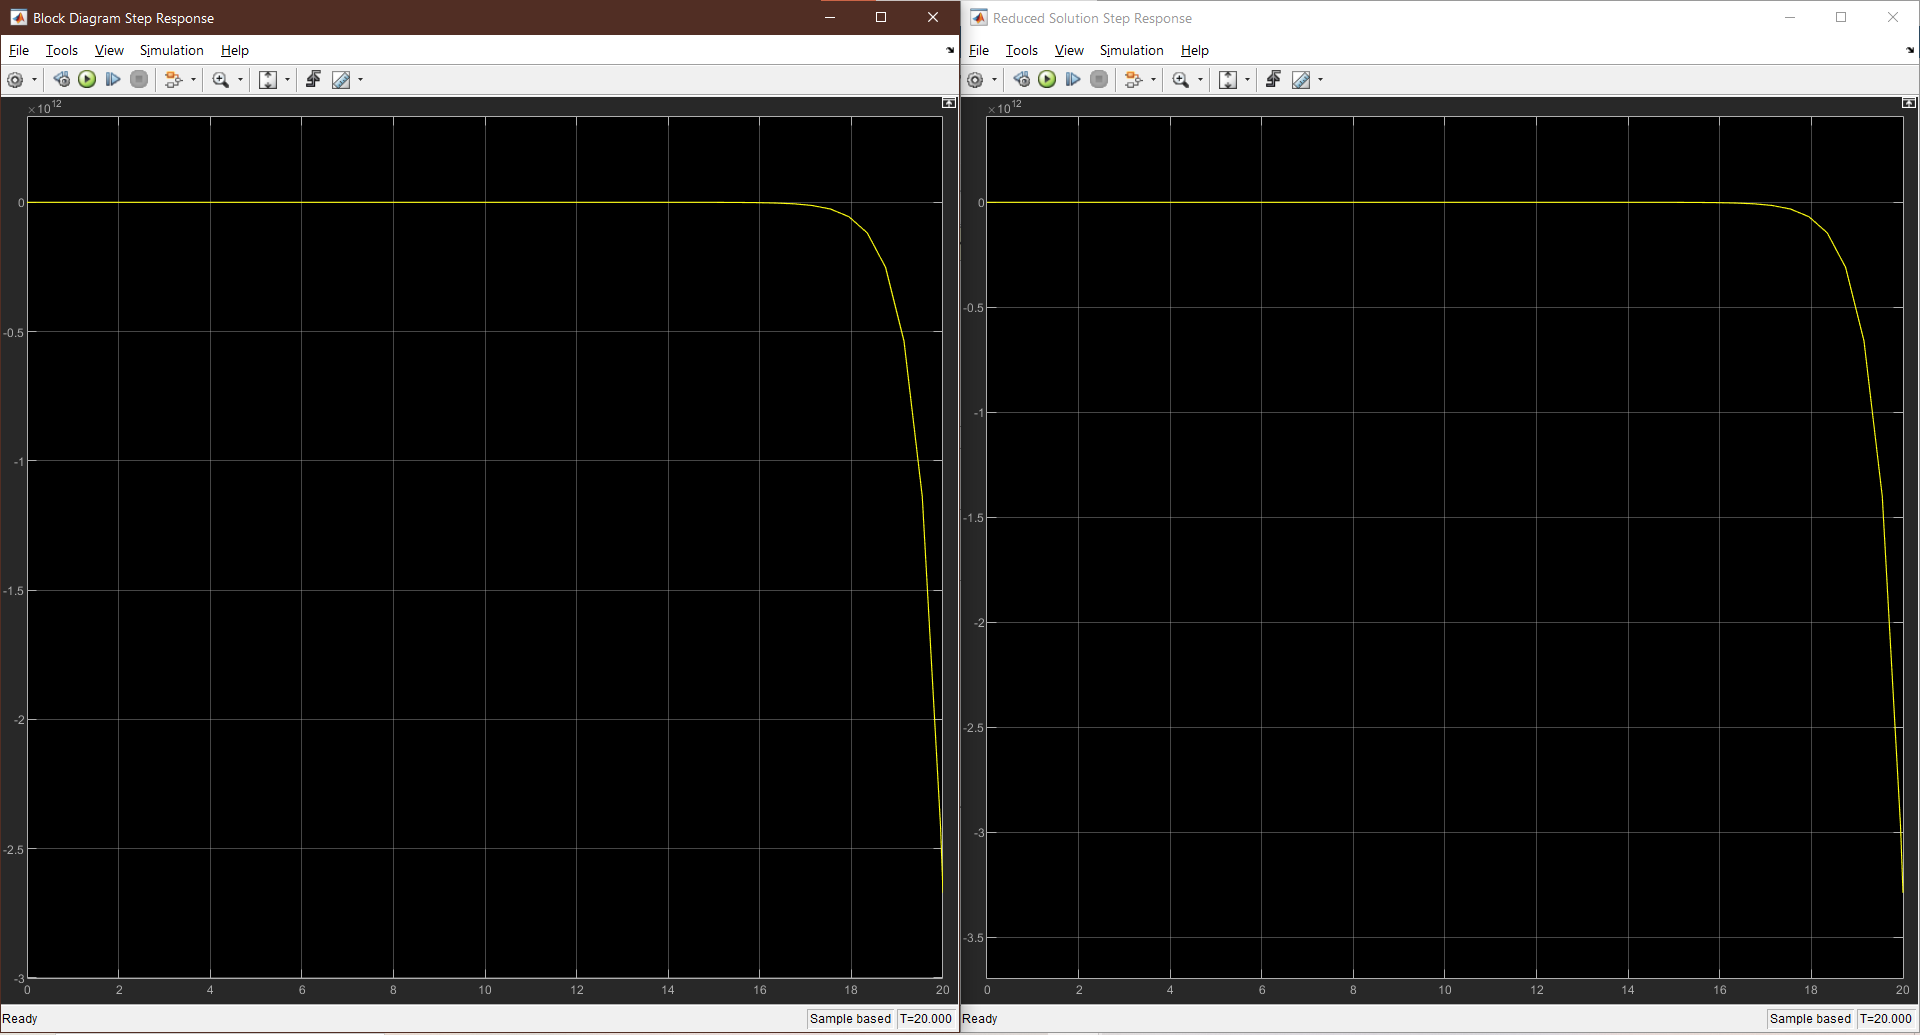 Block Diagram Step Response
File Tools View Simulation Help
×10^12
0
-0.5
-1
-1.5
-2
-2.5
-3
0 2 4 6 8 10 12 14 16 18 20
Ready
Sample based T=20.000
Reduced Solution Step Response
File Tools View Simulation Help
×10^12
0
-0.5
-1
-1.5
-2
-2.5
-3
-3.5
0 2 4 6 8 10 12 14 16 18 20
Ready
Sample based T=20.000